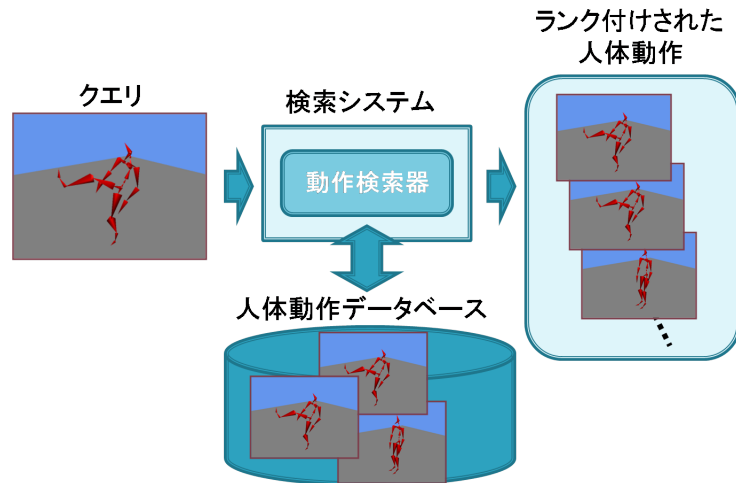 ランク付けされた
人体動作
クエリ
検索システム
動作検索器
人体動作データベース